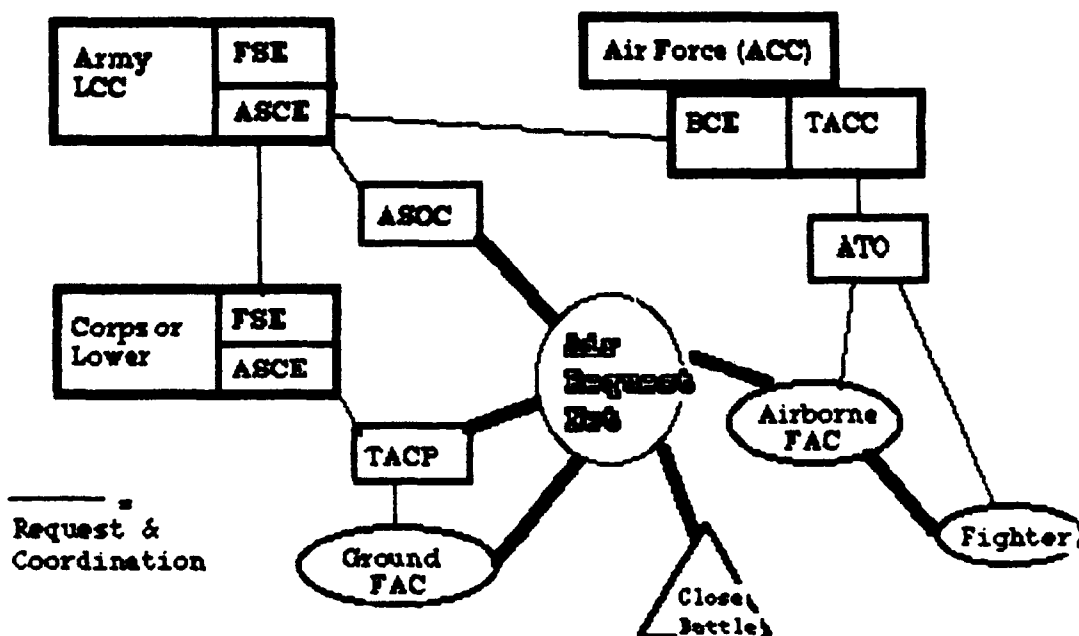 Army
LCC
FSE
ASCE
Air Force (ACC)
BCE
TACC
ASOC
ATO
Corps or
Lower
FSE
ASCE
Air
Request
Net
Airborne
FAC
TACP
=
Request &
Coordination
Ground
FAC
Fighter
Close
Battle